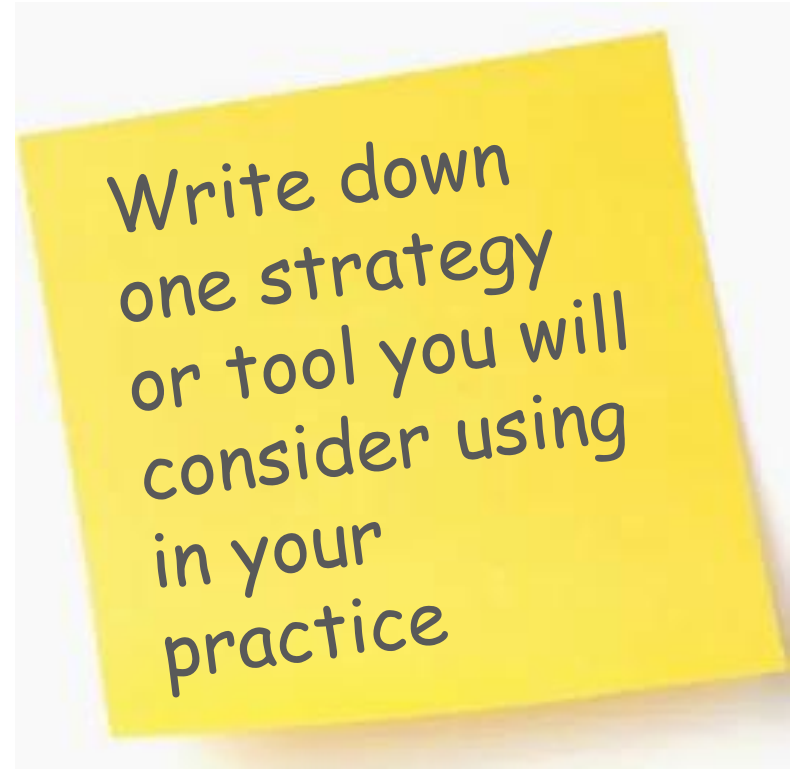 Write down
one strategy
or tool you will
consider using
in your
practice